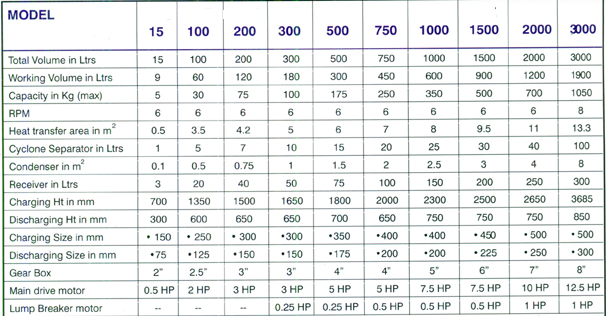 MODEL 15 100 200 300 500 750 1000 1500 2000 3000
Total Volume in Ltrs 15 100 200 300 500 750 1000 1500 2000 3000
Working Volume in Ltrs 9 60 120 180 300 450 600 900 1200 1900
Capacity in Kg (max) 5 30 75 100 175 250 350 500 700 1050
RPM 6 6 6 6 6 6 6 6 6 8
Heat transfer area in m² 0.5 3.5 4.2 5 6 7 8 9.5 11 13.3
Cyclone Separator in Ltrs 1 5 7 10 15 20 25 30 40 100
Condenser in m² 0.1 0.5 0.75 1 1.5 2 2.5 3 4 8
Receiver in Ltrs 3 20 40 50 75 100 150 200 250 300
Charging Ht in mm 700 1350 1500 1650 1800 2000 2300 2500 2650 3685
Discharging Ht in mm 300 600 650 650 700 650 750 750 750 850
Charging Size in mm •150 •250 •300 •300 •350 •400 •400 •450 •500 •500
Discharging Size in mm •75 •125 •150 •150 •175 •200 •200 •225 •250 •300
Gear Box 2" 2.5" 3" 3" 4" 4" 5" 6" 7" 8"
Main drive motor 0.5 HP 2 HP 3 HP 3 HP 5 HP 5 HP 7.5 HP 7.5 HP 10 HP 12.5 HP
Lump Breaker motor -- -- -- 0.25 HP 0.25 HP 0.5 HP 0.5 HP 0.5 HP 1 HP 1 HP